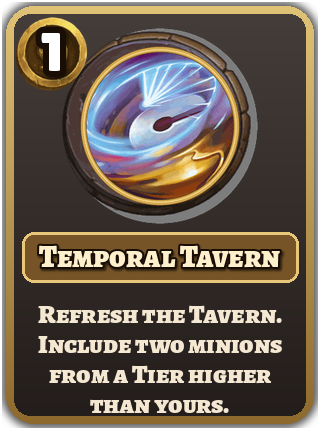 1
Temporal Tavern
Refresh the Tavern.
Include two minions
from a Tier higher
than yours.